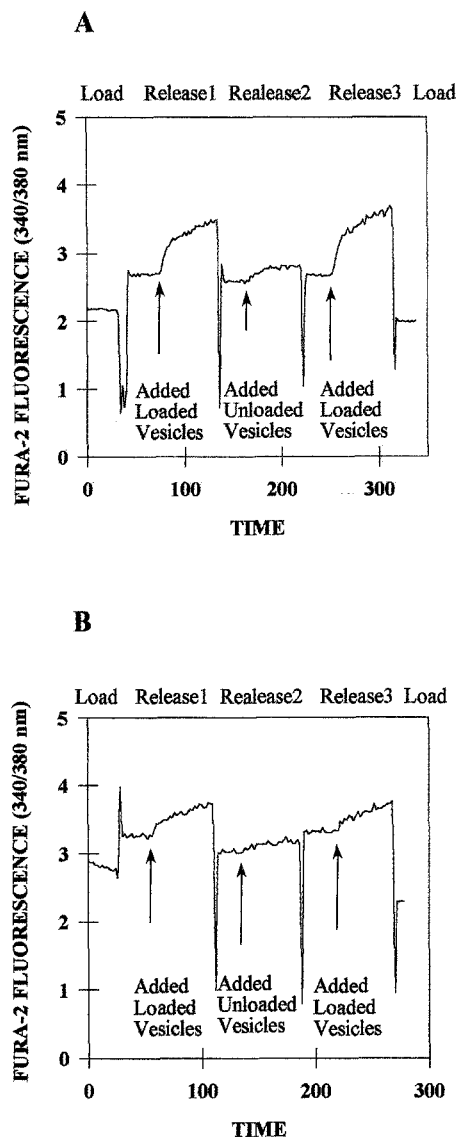 A
Load Release1 Realease2 Release3 Load
5
4
3
2
1
0
FURA-2 FLUORESCENCE (340/380 nm)
Added Added Added
Loaded Unloaded Loaded
Vesicles Vesicles Vesicles
0 100 200 300
TIME
B
Load Release1 Realease2 Release3 Load
5
4
3
2
1
0
FURA-2 FLUORESCENCE (340/380 nm)
Added Added Added
Loaded Unloaded Loaded
Vesicles Vesicles Vesicles
0 100 200 300
TIME